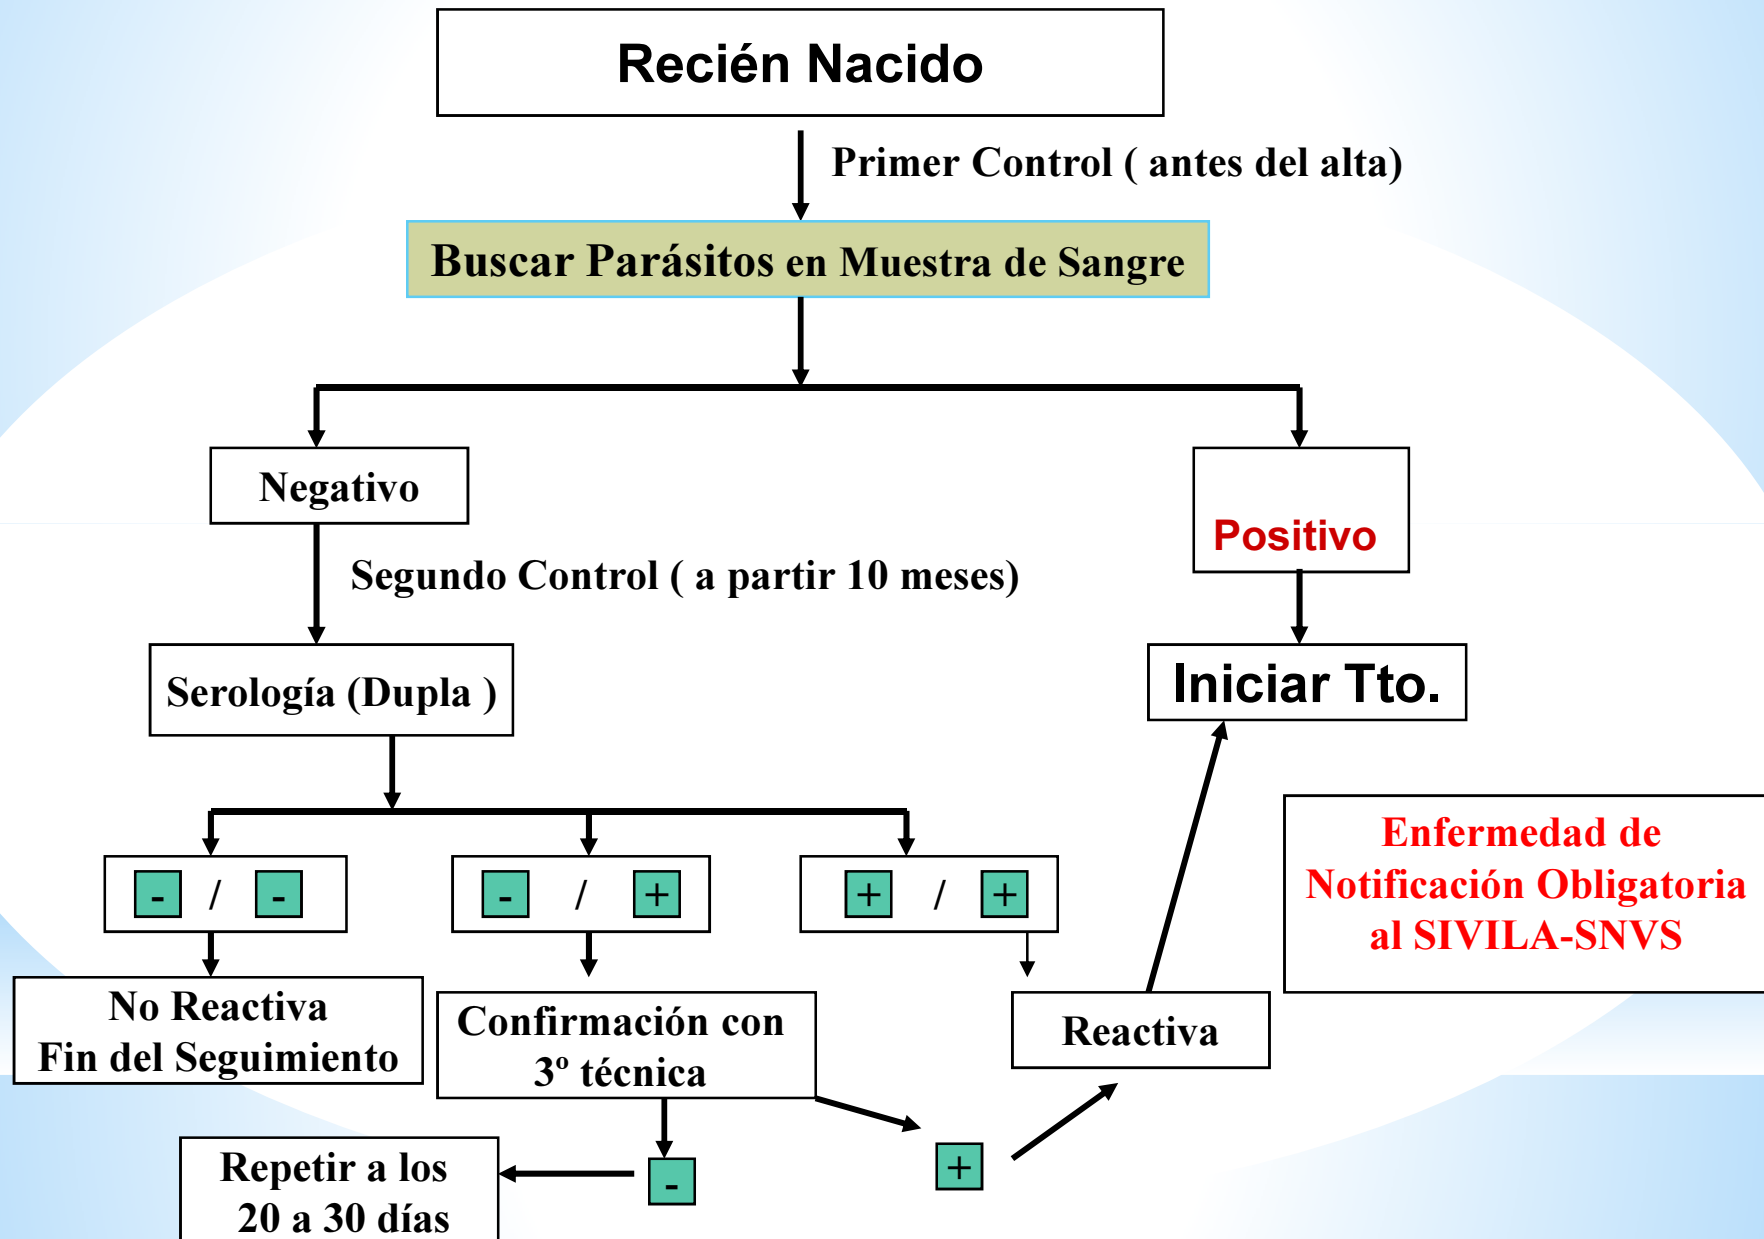 Recién Nacido
Primer Control ( antes del alta)
Buscar Parásitos en Muestra de Sangre
Negativo
Positivo
Segundo Control ( a partir 10 meses)
Serología (Dupla )
Iniciar Tto.
- / -
- / +
+ / +
Enfermedad de
Notificación Obligatoria
al SIVILA-SNVS
No Reactiva
Fin del Seguimiento
Confirmación con
3º técnica
Reactiva
Repetir a los
20 a 30 días
-
+